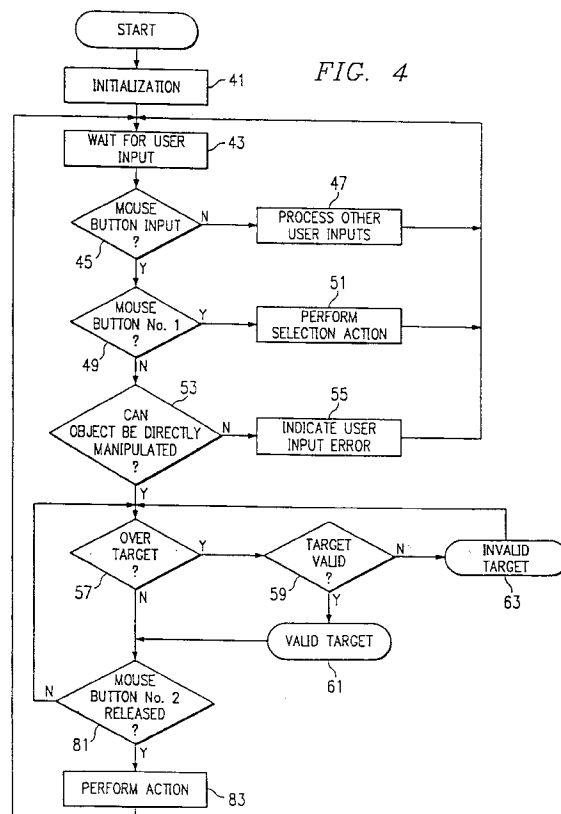 START
FIG. 4
INITIALIZATION
41
WAIT FOR USER
INPUT
43
MOUSE
BUTTON INPUT
?
45
N
Y
47
PROCESS OTHER
USER INPUTS
MOUSE
BUTTON No. 1
?
49
Y
N
51
PERFORM
SELECTION ACTION
53
CAN
OBJECT BE DIRECTLY
MANIPULATED
?
N
Y
55
INDICATE USER
INPUT ERROR
OVER
TARGET
?
57
Y
N
TARGET
VALID
?
59
N
Y
INVALID
TARGET
63
VALID TARGET
61
MOUSE
BUTTON No. 2
RELEASED
?
N
81
Y
PERFORM ACTION
83